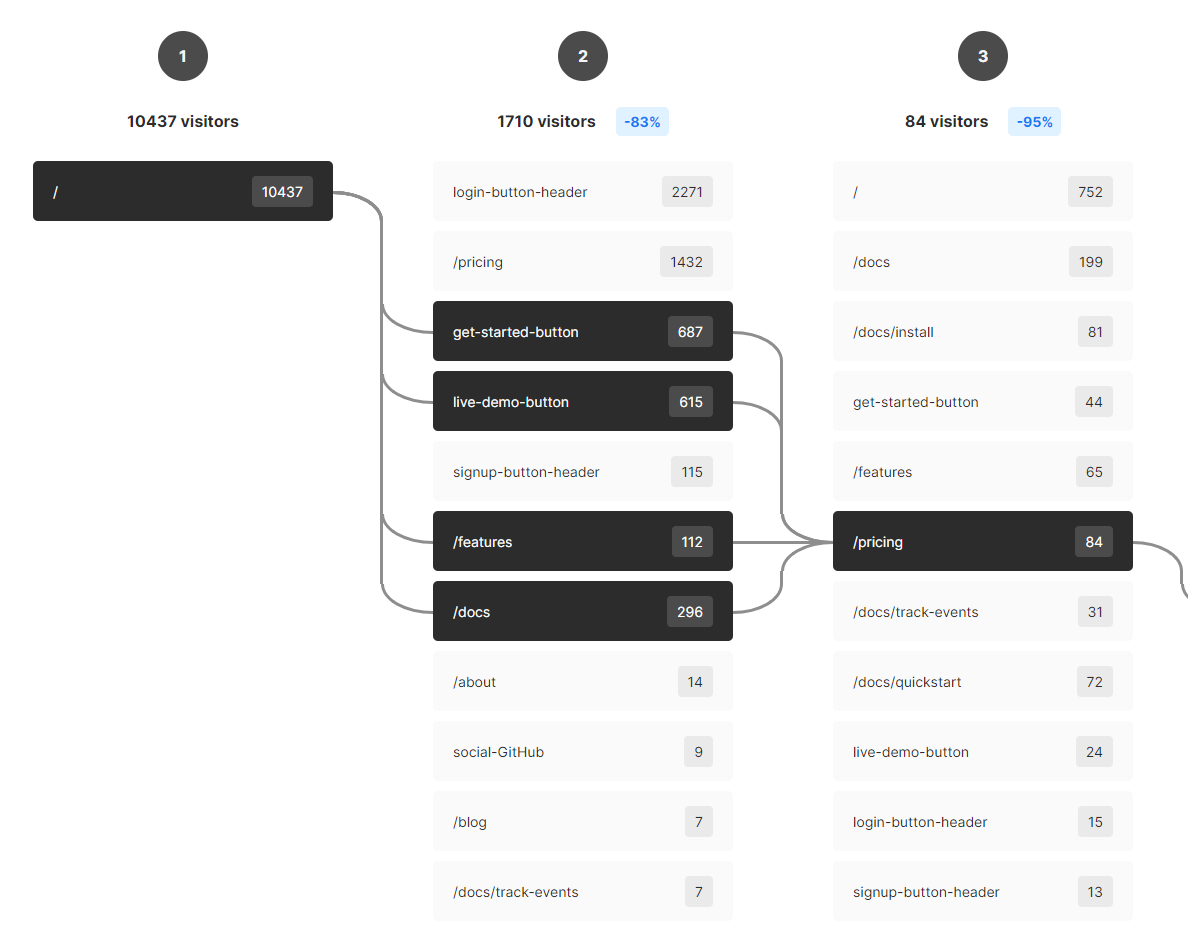 1
10437 visitors
/ 10437
2
1710 visitors -83%
login-button-header 2271
/pricing 1432
get-started-button 687
live-demo-button 615
signup-button-header 115
/features 112
/docs 296
/about 14
social-GitHub 9
/blog 7
/docs/track-events 7
3
84 visitors -95%
/ 752
/docs 199
/docs/install 81
get-started-button 44
/features 65
/pricing 84
/docs/track-events 31
/docs/quickstart 72
live-demo-button 24
login-button-header 15
signup-button-header 13